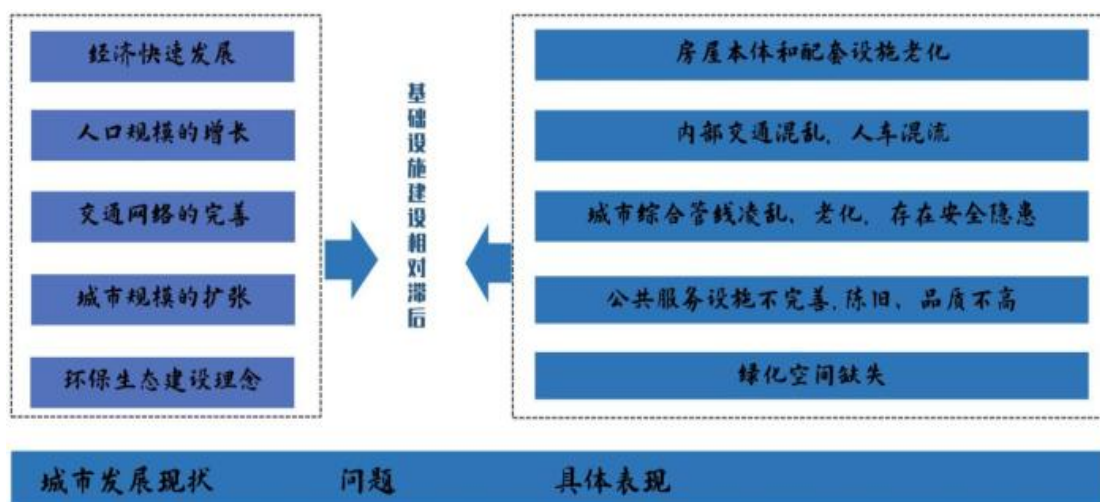 经济快速发展
人口规模的增长
交通网络的完善
城市规模的扩张
环保生态建设理念
基础设施建设相对滞后
房屋本体和配套设施老化
内部交通混乱，人车混流
城市综合管线凌乱、老化，存在安全隐患
公共服务设施不完善,陈旧、品质不高
绿化空间缺失
城市发展现状 问题 具体表现